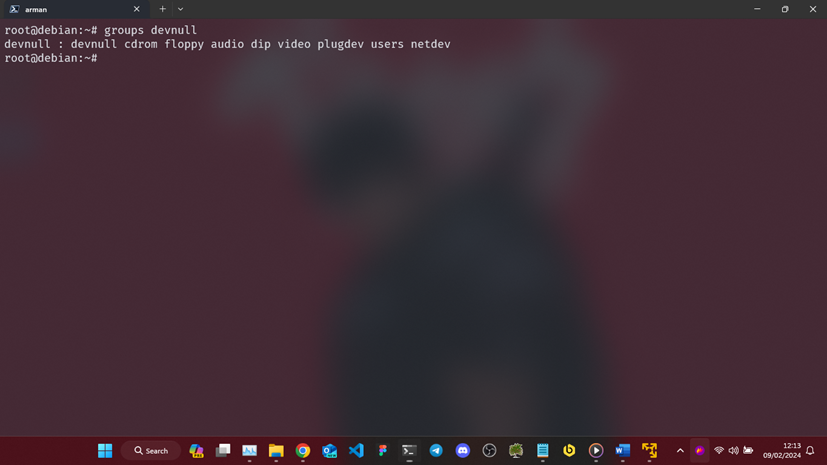 arman
root@debian:~# groups devnull
devnull : devnull cdrom floppy audio dip video plugdev users netdev
root@debian:~#
Search
12:13
09/02/2024